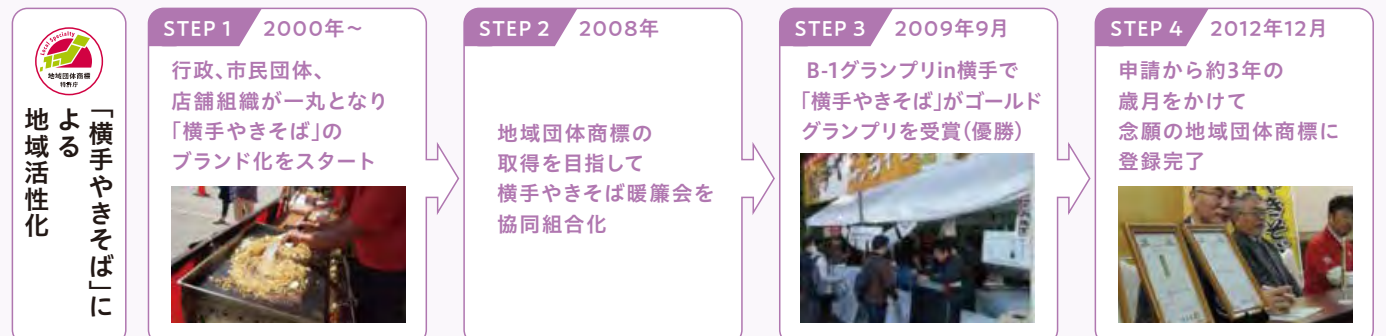 Local Specialty
地域団体商標
特許庁
「横手やきそば」に
よる
地域活性化
STEP 1 2000年~
行政、市民団体、
店舗組織が一丸となり
「横手やきそば」の
ブランド化をスタート
STEP 2 2008年
地域団体商標の
取得を目指して
横手やきそば暖簾会を
協同組合化
STEP 3 2009年9月
B-1グランプリin横手で
「横手やきそば」がゴールド
グランプリを受賞(優勝)
STEP 4 2012年12月
申請から約3年の
歳月をかけて
念願の地域団体商標に
登録完了